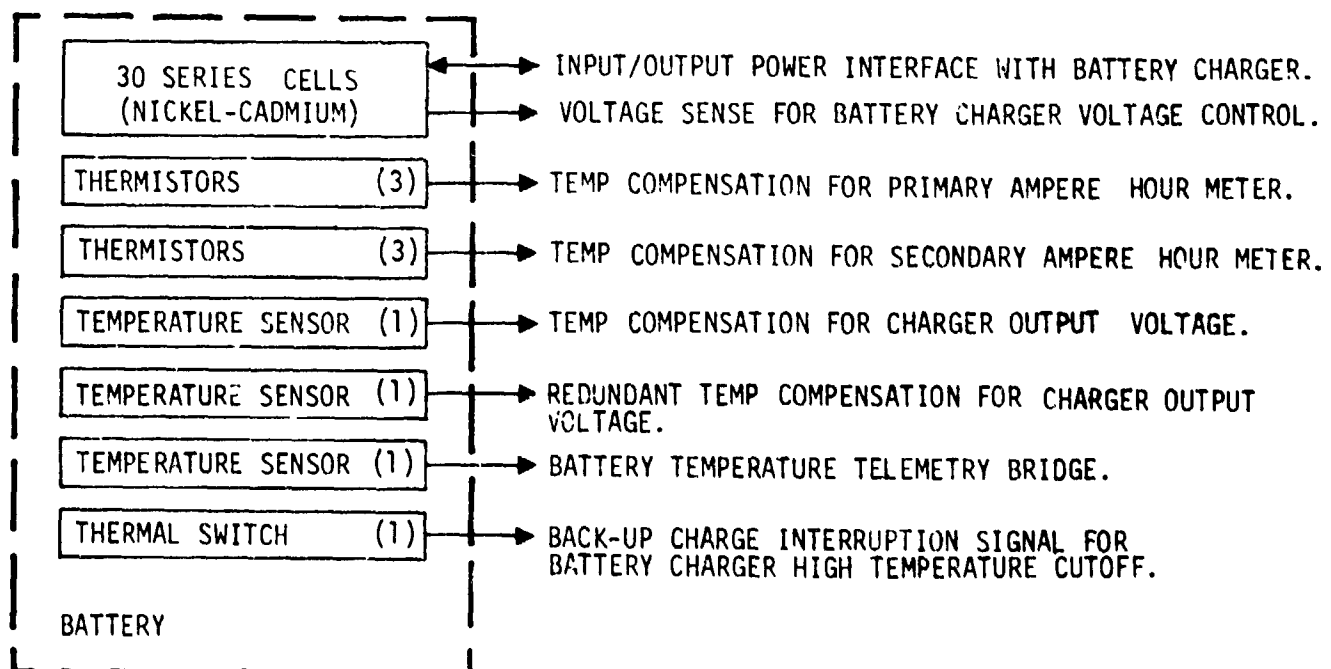 30 SERIES CELLS
(NICKEL-CADMIUM)
INPUT/OUTPUT POWER INTERFACE WITH BATTERY CHARGER.
VOLTAGE SENSE FOR BATTERY CHARGER VOLTAGE CONTROL.
THERMISTORS (3)
TEMP COMPENSATION FOR PRIMARY AMPERE HOUR METER.
THERMISTORS (3)
TEMP COMPENSATION FOR SECONDARY AMPERE HOUR METER.
TEMPERATURE SENSOR (1)
TEMP COMPENSATION FOR CHARGER OUTPUT VOLTAGE.
TEMPERATURE SENSOR (1)
REDUNDANT TEMP COMPENSATION FOR CHARGER OUTPUT
VOLTAGE.
TEMPERATURE SENSOR (1)
BATTERY TEMPERATURE TELEMETRY BRIDGE.
THERMAL SWITCH (1)
BACK-UP CHARGE INTERRUPTION SIGNAL FOR
BATTERY CHARGER HIGH TEMPERATURE CUTOFF.
BATTERY